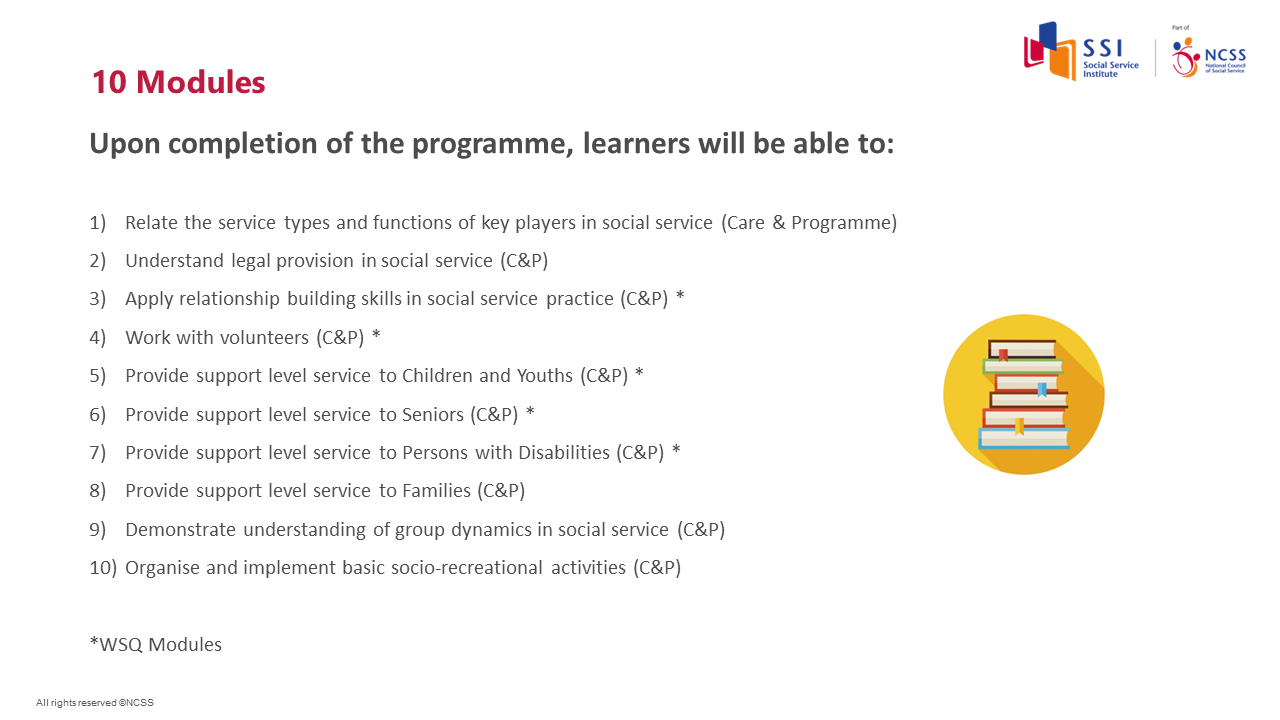 SSI
Social Service
Institute
Part of
NCSS
National Council
of Social Service
10 Modules
Upon completion of the programme, learners will be able to:
1) Relate the service types and functions of key players in social service (Care & Programme)
2) Understand legal provision in social service (C&P)
3) Apply relationship building skills in social service practice (C&P) *
4) Work with volunteers (C&P) *
5) Provide support level service to Children and Youths (C&P) *
6) Provide support level service to Seniors (C&P) *
7) Provide support level service to Persons with Disabilities (C&P) *
8) Provide support level service to Families (C&P)
9) Demonstrate understanding of group dynamics in social service (C&P)
10) Organise and implement basic socio-recreational activities (C&P)
*WSQ Modules
All rights reserved ©NCSS